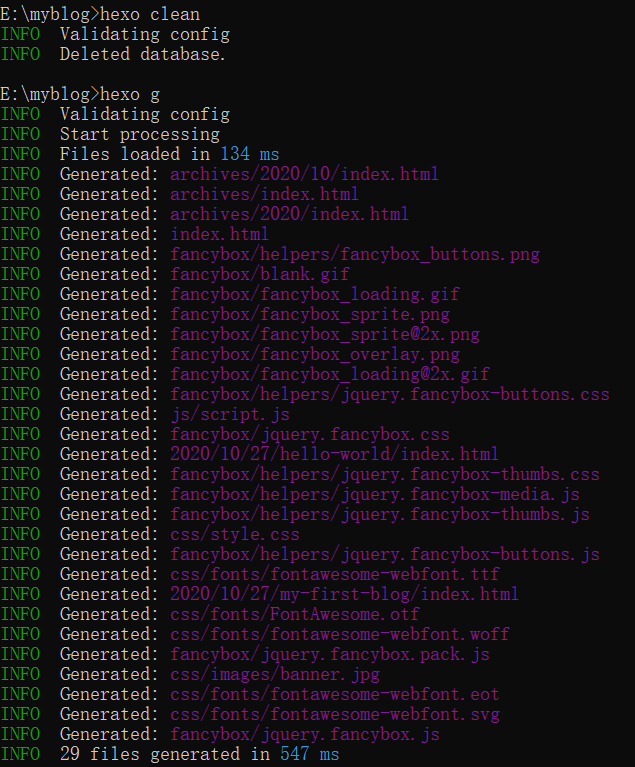 E:\myblog>hexo clean
INFO  Validating config
INFO  Deleted database.
E:\myblog>hexo g
INFO  Validating config
INFO  Start processing
INFO  Files loaded in 134 ms
INFO  Generated: archives/2020/10/index.html
INFO  Generated: archives/index.html
INFO  Generated: archives/2020/index.html
INFO  Generated: index.html
INFO  Generated: fancybox/helpers/fancybox_buttons.png
INFO  Generated: fancybox/blank.gif
INFO  Generated: fancybox/fancybox_loading.gif
INFO  Generated: fancybox/fancybox_sprite.png
INFO  Generated: fancybox/fancybox_sprite@2x.png
INFO  Generated: fancybox/fancybox_overlay.png
INFO  Generated: fancybox/fancybox_loading@2x.gif
INFO  Generated: fancybox/helpers/jquery.fancybox-buttons.css
INFO  Generated: js/script.js
INFO  Generated: fancybox/jquery.fancybox.css
INFO  Generated: 2020/10/27/hello-world/index.html
INFO  Generated: fancybox/helpers/jquery.fancybox-thumbs.css
INFO  Generated: fancybox/helpers/jquery.fancybox-media.js
INFO  Generated: fancybox/helpers/jquery.fancybox-thumbs.js
INFO  Generated: css/style.css
INFO  Generated: fancybox/helpers/jquery.fancybox-buttons.js
INFO  Generated: css/fonts/fontawesome-webfont.ttf
INFO  Generated: 2020/10/27/my-first-blog/index.html
INFO  Generated: css/fonts/FontAwesome.otf
INFO  Generated: css/fonts/fontawesome-webfont.woff
INFO  Generated: fancybox/jquery.fancybox.pack.js
INFO  Generated: css/images/banner.jpg
INFO  Generated: css/fonts/fontawesome-webfont.eot
INFO  Generated: css/fonts/fontawesome-webfont.svg
INFO  Generated: fancybox/jquery.fancybox.js
INFO  29 files generated in 547 ms